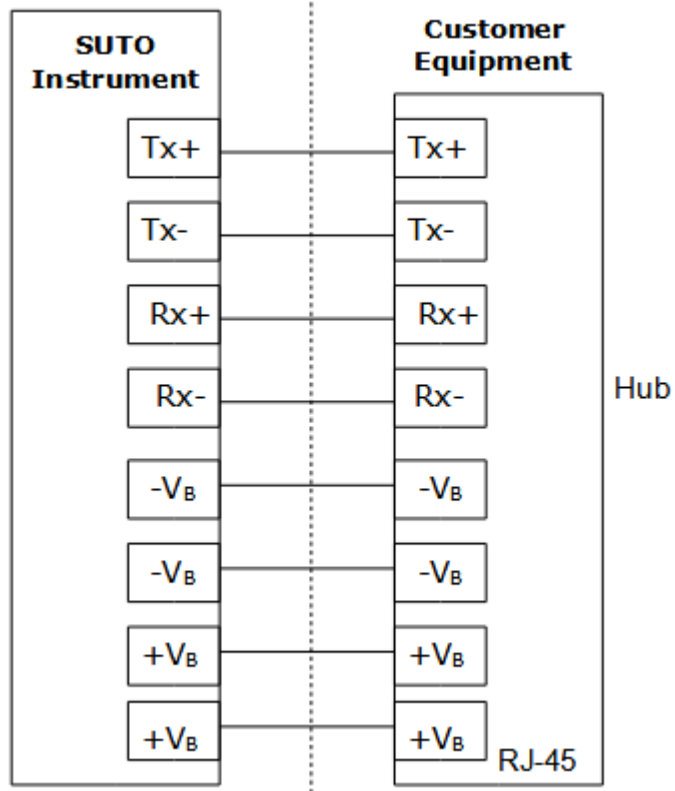 SUTO
Instrument
Customer
Equipment
Tx+ Tx+
Tx- Tx-
Rx+ Rx+
Rx- Rx-
Hub
-VB -VB
-VB -VB
+VB +VB
+VB +VB
RJ-45